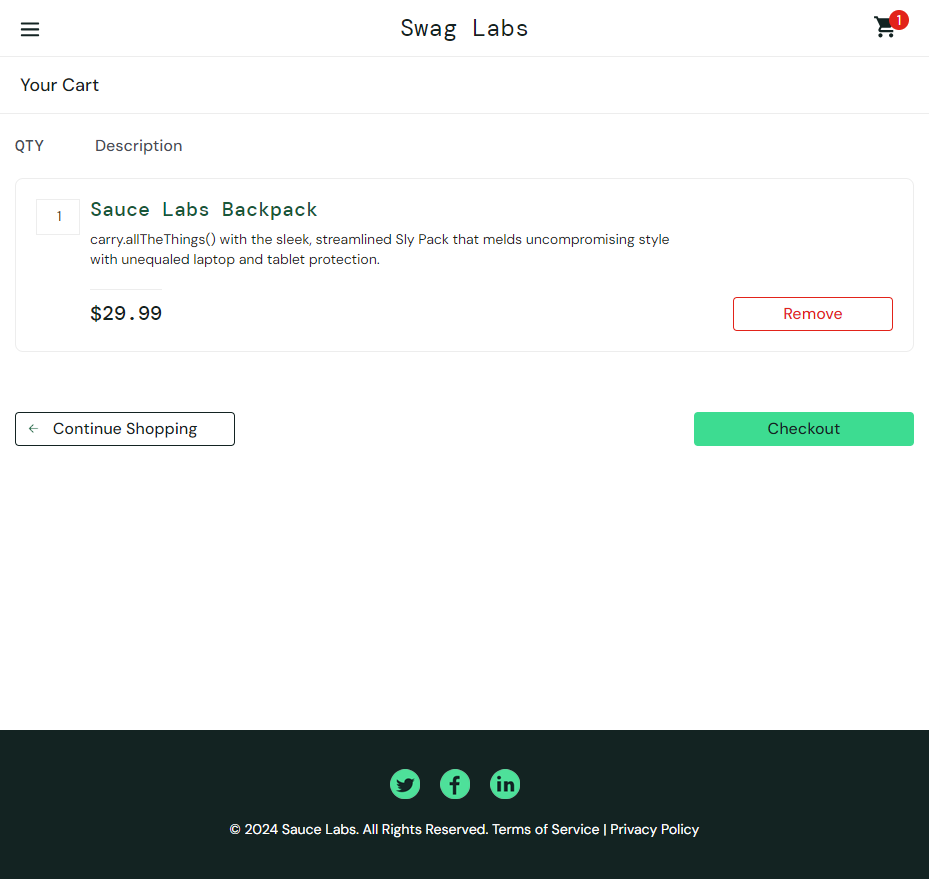 Swag Labs
1
Your Cart
QTY Description
1
Sauce Labs Backpack
carry.allTheThings() with the sleek, streamlined Sly Pack that melds uncompromising style
with unequaled laptop and tablet protection.
$29.99
Remove
Continue Shopping
Checkout
© 2024 Sauce Labs. All Rights Reserved. Terms of Service | Privacy Policy